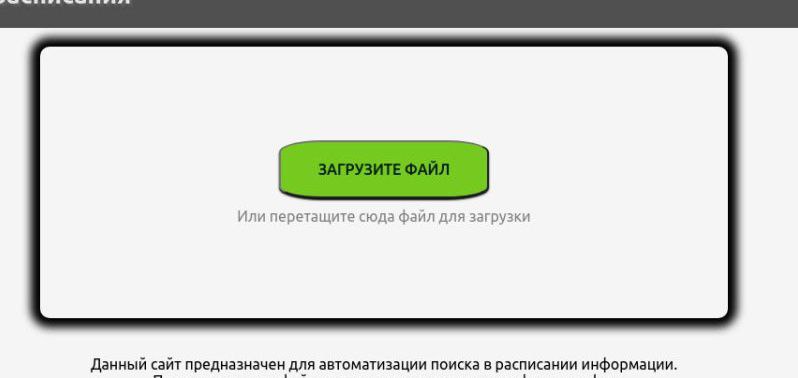 расписания
ЗАГРУЗИТЕ ФАЙЛ
Или перетащите сюда файл для загрузки
Данный сайт предназначен для автоматизации поиска в расписании информации.